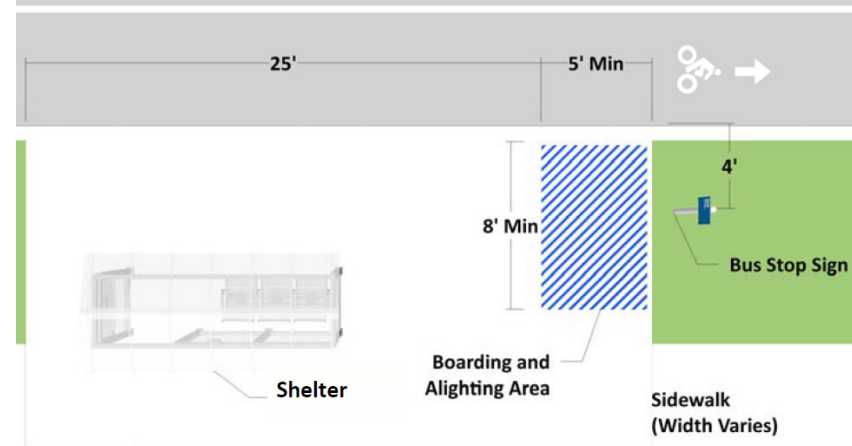 25'
5' Min
4'
8' Min
Bus Stop Sign
Boarding and
Alighting Area
Shelter
Sidewalk
(Width Varies)